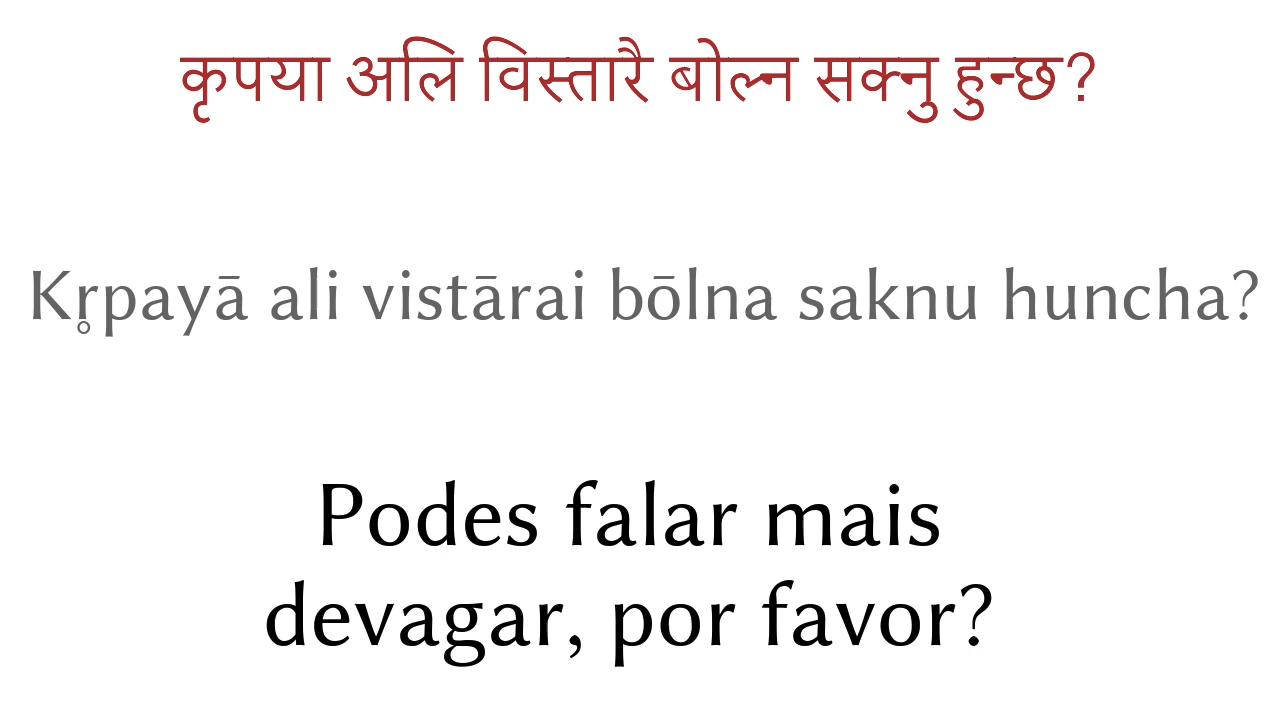 कृपया अलि विस्तारै बोल्न सक्नु हुन्छ?
Kr̥payā ali vistārai bōlna saknu huncha?
Podes falar mais
devagar, por favor?